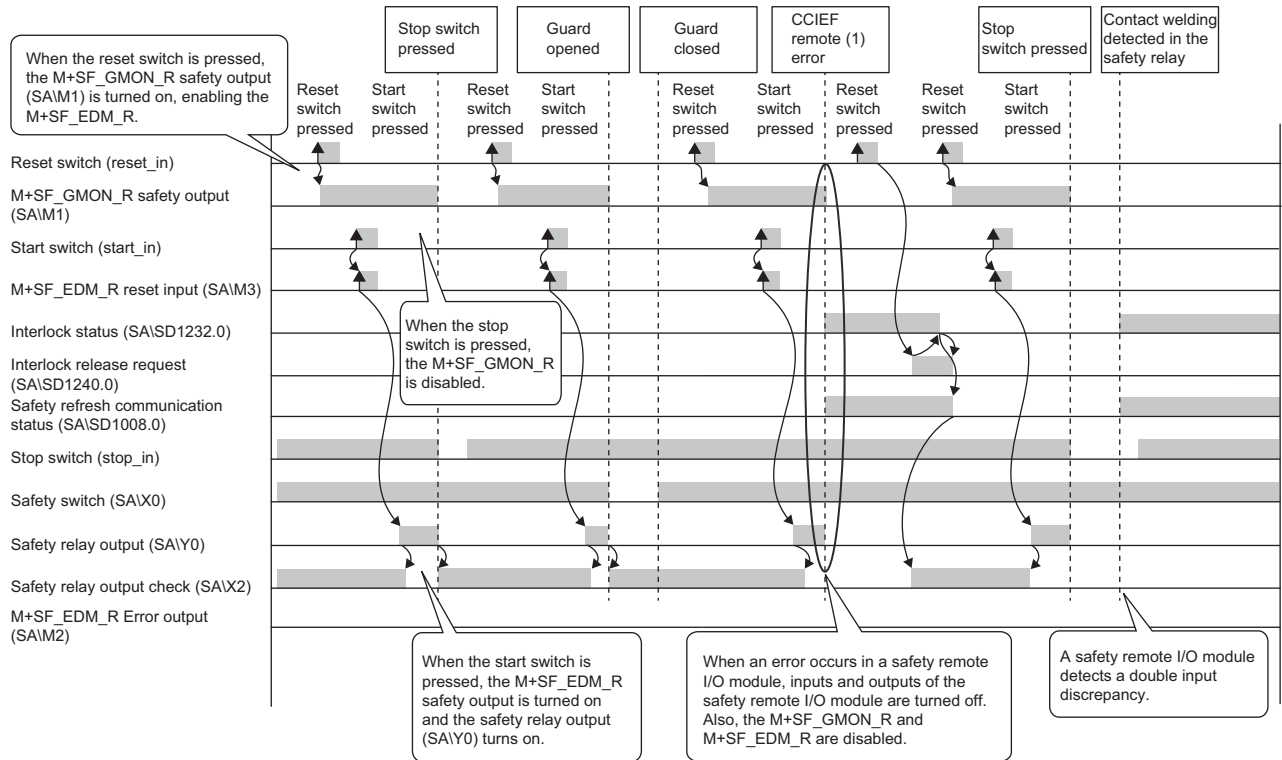 Stop switch
pressed
Guard
opened
Guard
closed
CCIEF
remote (1)
error
Stop
switch pressed
Contact welding
detected in the
safety relay
When the reset switch is pressed,
the M+SF_GMON_R safety output
(SA\M1) is turned on, enabling the
M+SF_EDM_R.
Reset
switch
pressed
Start
switch
pressed
Reset
switch
pressed
Start
switch
pressed
Reset
switch
pressed
Start
switch
pressed
Reset
switch
pressed
Reset
switch
pressed
Start
switch
pressed
Reset switch (reset_in)
M+SF_GMON_R safety output
(SA\M1)
Start switch (start_in)
M+SF_EDM_R reset input (SA\M3)
Interlock status (SA\SD1232.0)
Interlock release request
(SA\SD1240.0)
Safety refresh communication
status (SA\SD1008.0)
Stop switch (stop_in)
Safety switch (SA\X0)
Safety relay output (SA\Y0)
Safety relay output check (SA\X2)
M+SF_EDM_R Error output
(SA\M2)
When the stop
switch is pressed,
the M+SF_GMON_R
is disabled.
When the start switch is
pressed, the M+SF_EDM_R
safety output is turned on
and the safety relay output
(SA\Y0) turns on.
When an error occurs in a safety remote
I/O module, inputs and outputs of the
safety remote I/O module are turned off.
Also, the M+SF_GMON_R and
M+SF_EDM_R are disabled.
A safety remote I/O module
detects a double input
discrepancy.